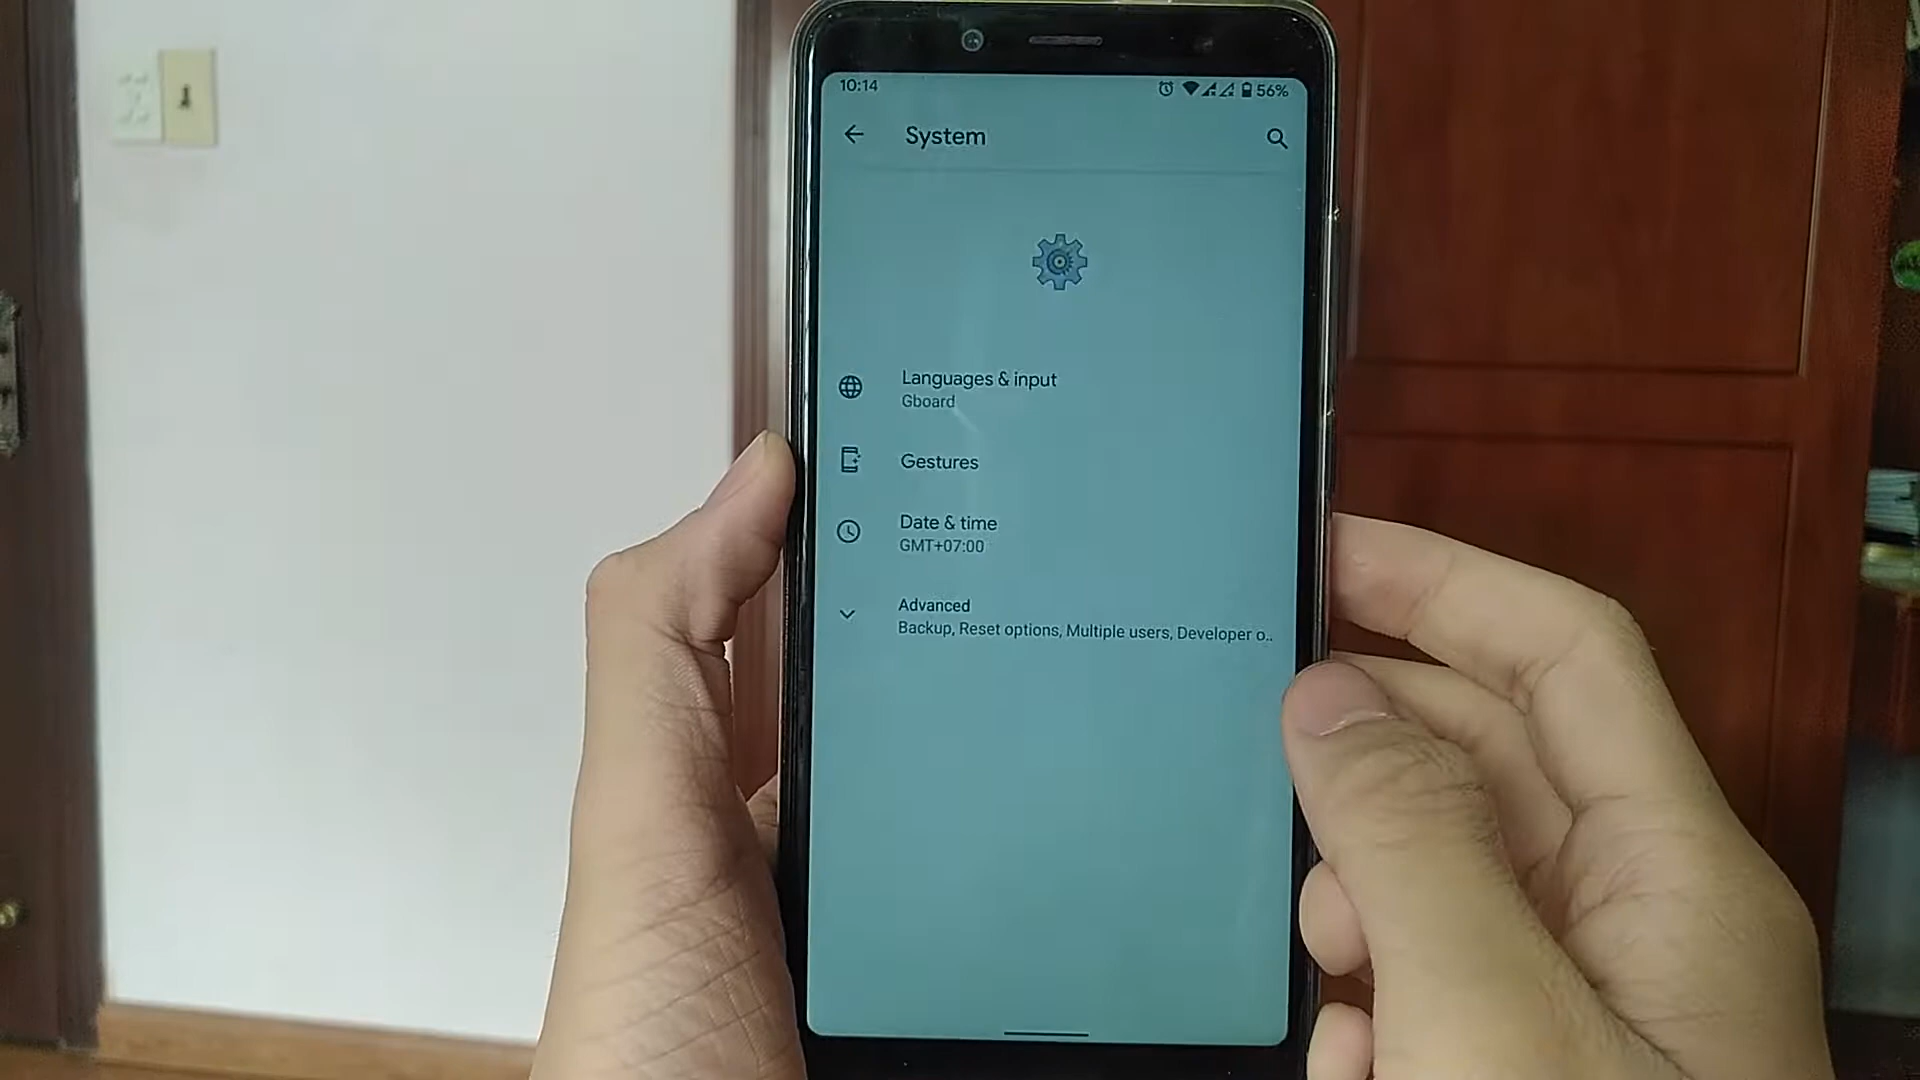 10:14
56%
System
Languages & input
Gboard
Gestures
Date & time
GMT+07:00
Advanced
Backup, Reset options, Multiple users, Developer o..